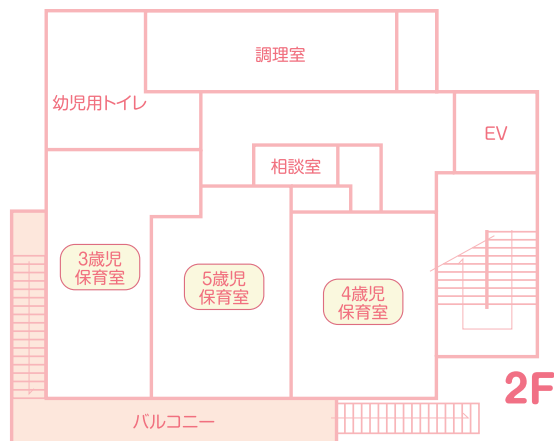 調理室
幼児用トイレ
EV
相談室
3歳児
保育室
5歳児
保育室
4歳児
保育室
2F
バルコニー